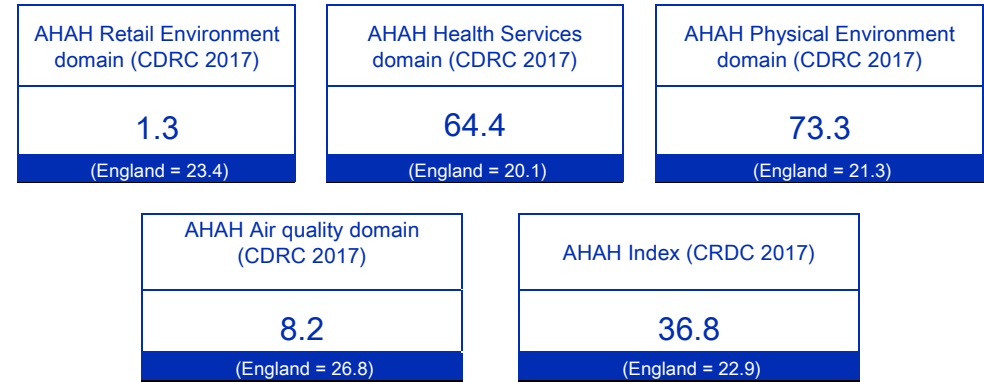 AHAH Retail Environment
domain (CDRC 2017)
1.3
(England = 23.4)
AHAH Health Services
domain (CDRC 2017)
64.4
(England = 20.1)
AHAH Physical Environment
domain (CDRC 2017)
73.3
(England = 21.3)
AHAH Air quality domain
(CDRC 2017)
8.2
(England = 26.8)
AHAH Index (CRDC 2017)
36.8
(England = 22.9)